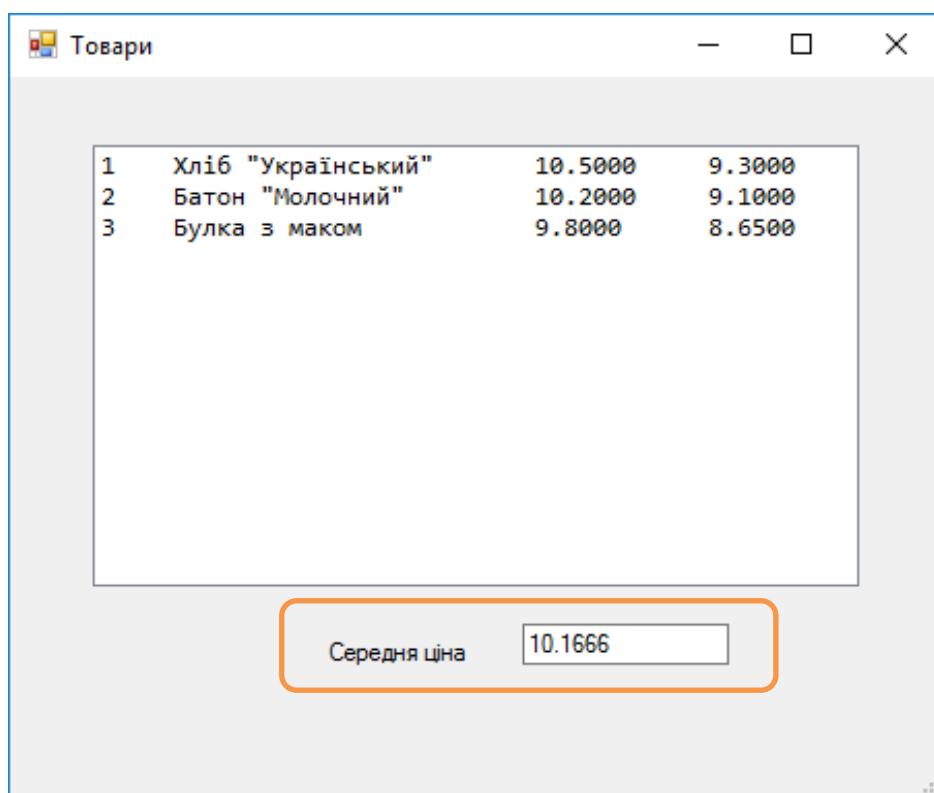 Товари
1 Хліб "Український" 10.5000 9.3000
2 Батон "Молочний" 10.2000 9.1000
3 Булка з маком 9.8000 8.6500
Середня ціна 10.1666